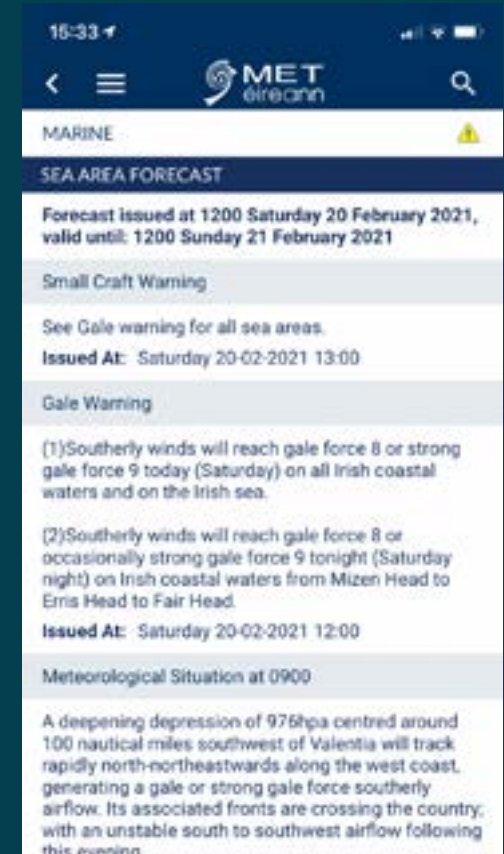 15:33
MET
éireann
MARINE
SEA AREA FORECAST
Forecast issued at 1200 Saturday 20 February 2021,
valid until: 1200 Sunday 21 February 2021
Small Craft Warning
See Gale warning for all sea areas.
Issued At: Saturday 20-02-2021 13:00
Gale Warning
(1)Southerly winds will reach gale force 8 or strong
gale force 9 today (Saturday) on all Irish coastal
waters and on the Irish sea.
(2)Southerly winds will reach gale force 8 or
occasionally strong gale force 9 tonight (Saturday
night) on Irish coastal waters from Mizen Head to
Erris Head to Fair Head.
Issued At: Saturday 20-02-2021 12:00
Meteorological Situation at 0900
A deepening depression of 976hpa centred around
100 nautical miles southwest of Valentia will track
rapidly north-northeastwards along the west coast,
generating a gale or strong gale force southerly
airflow. Its associated fronts are crossing the country;
with an unstable south to southwest airflow following
this evening.